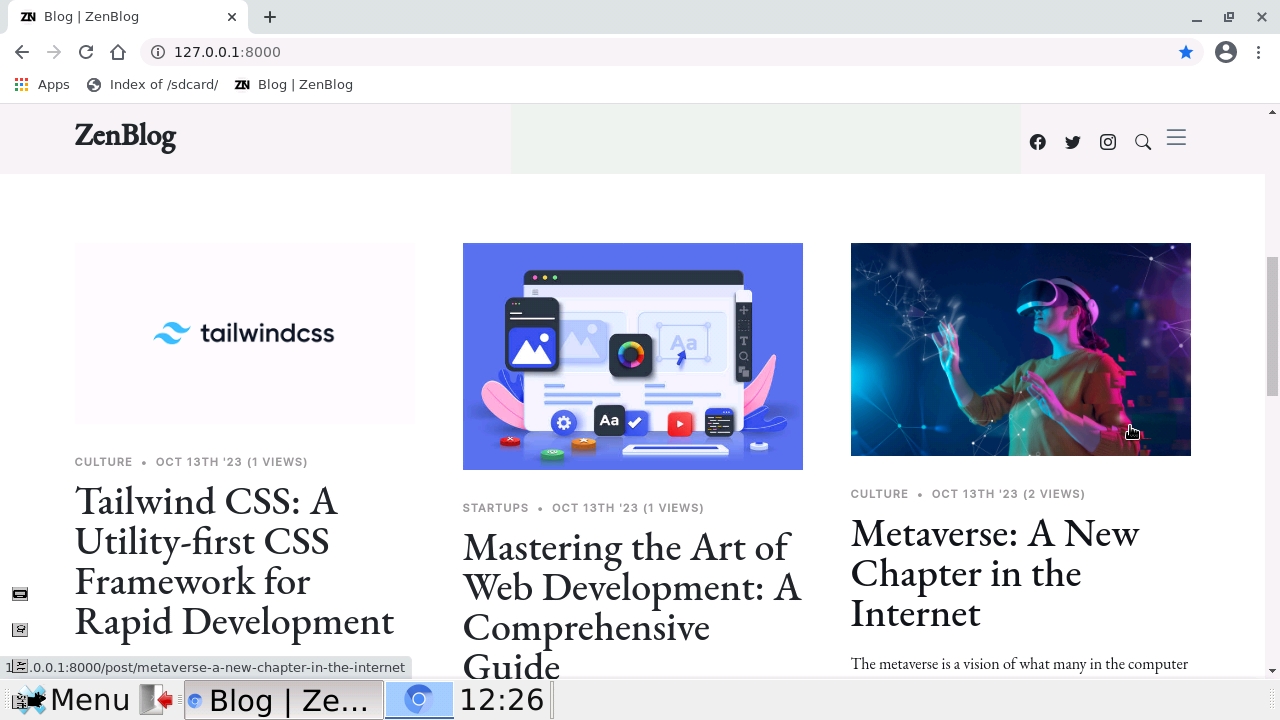 ZN Blog | ZenBlog
127.0.0.1:8000
Apps
Index of /sdcard/
ZN Blog | ZenBlog
ZenBlog
tailwindcss
Aa
Aa
CULTURE • OCT 13TH '23 (1 VIEWS)
Tailwind CSS: A
Utility-first CSS
Framework for
Rapid Development
STARTUPS • OCT 13TH '23 (1 VIEWS)
Mastering the Art of
Web Development: A
Comprehensive
Guide
CULTURE • OCT 13TH '23 (2 VIEWS)
Metaverse: A New
Chapter in the
Internet
The metaverse is a vision of what many in the computer
.0.0.1:8000/post/metaverse-a-new-chapter-in-the-internet
Menu
Blog | Ze...
12:26